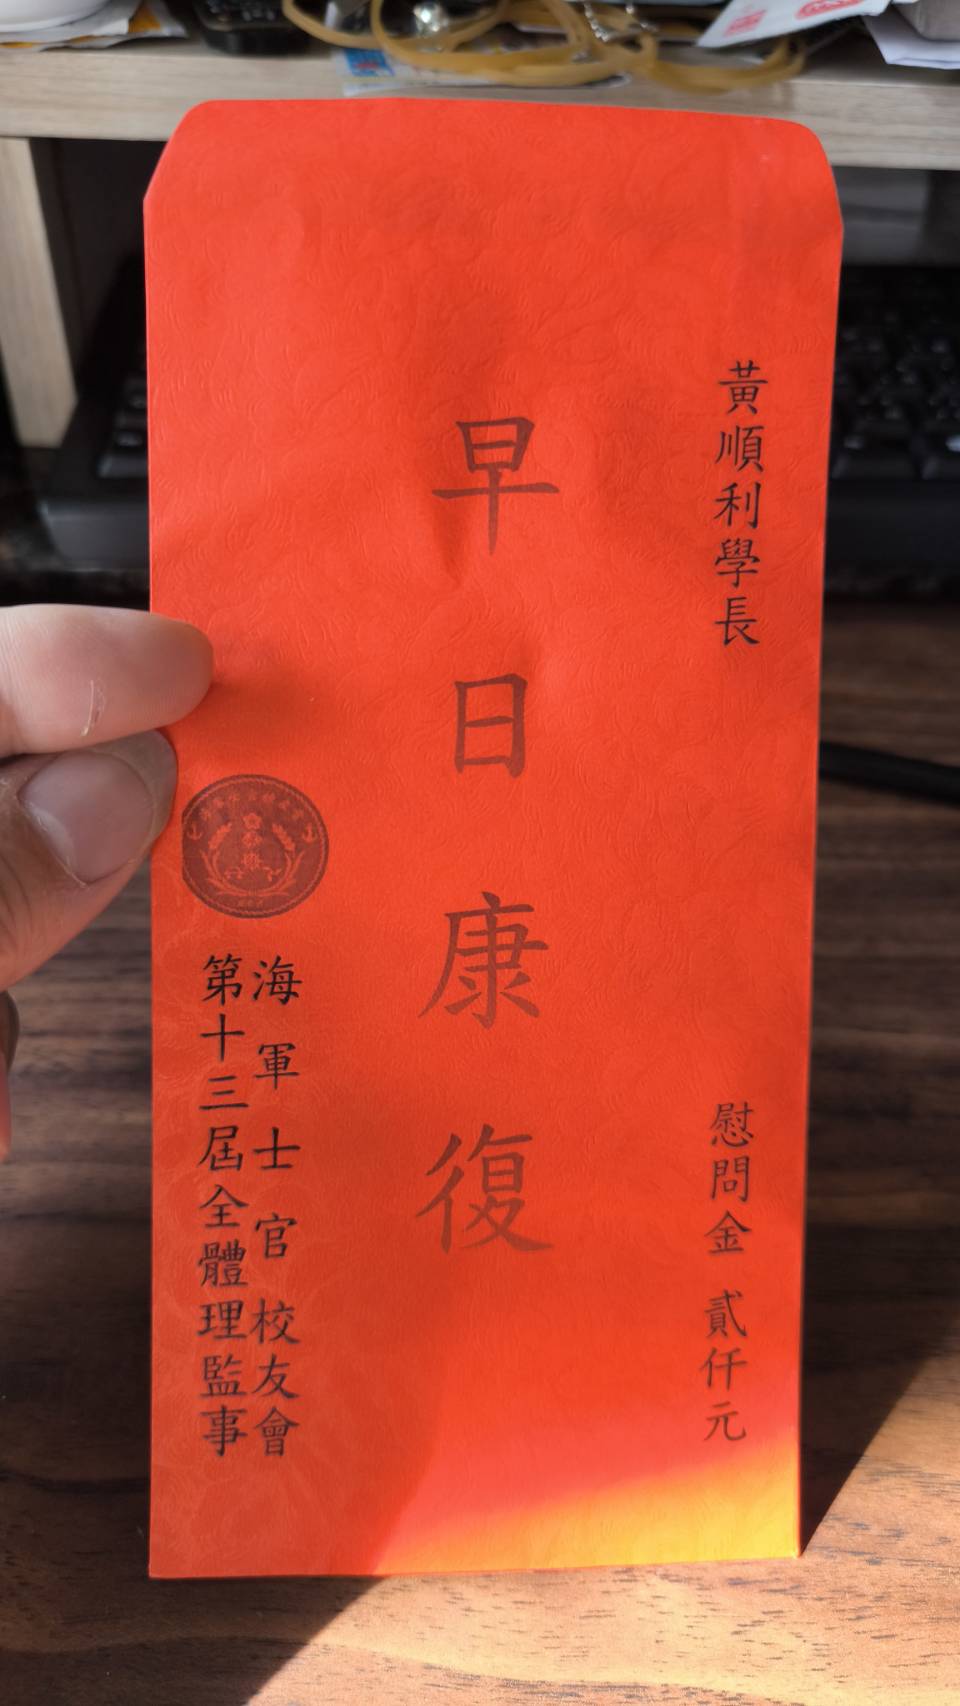 黃順利學長
慰問金 貳仟元
早日康復
海軍士官校友會
第十三屆全體理監事